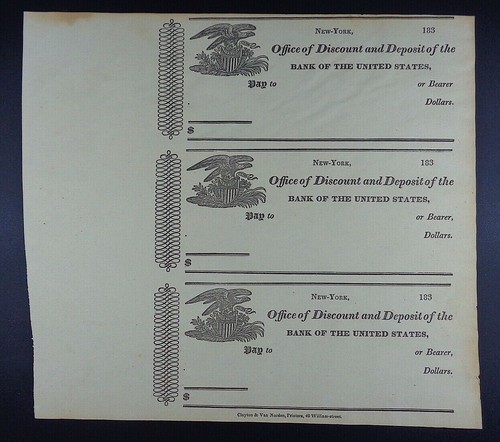 New-York, 183
Office of Discount and Deposit of the
BANK OF THE UNITED STATES,
Pay to or Bearer
Dollars.
$
New-York, 183
Office of Discount and Deposit of the
BANK OF THE UNITED STATES,
Pay to or Bearer,
Dollars.
$
New-York, 183
Office of Discount and Deposit of the
BANK OF THE UNITED STATES,
Pay to or Bearer,
Dollars.
$
Clayton & Van Norden, Printers, 49 William-street.